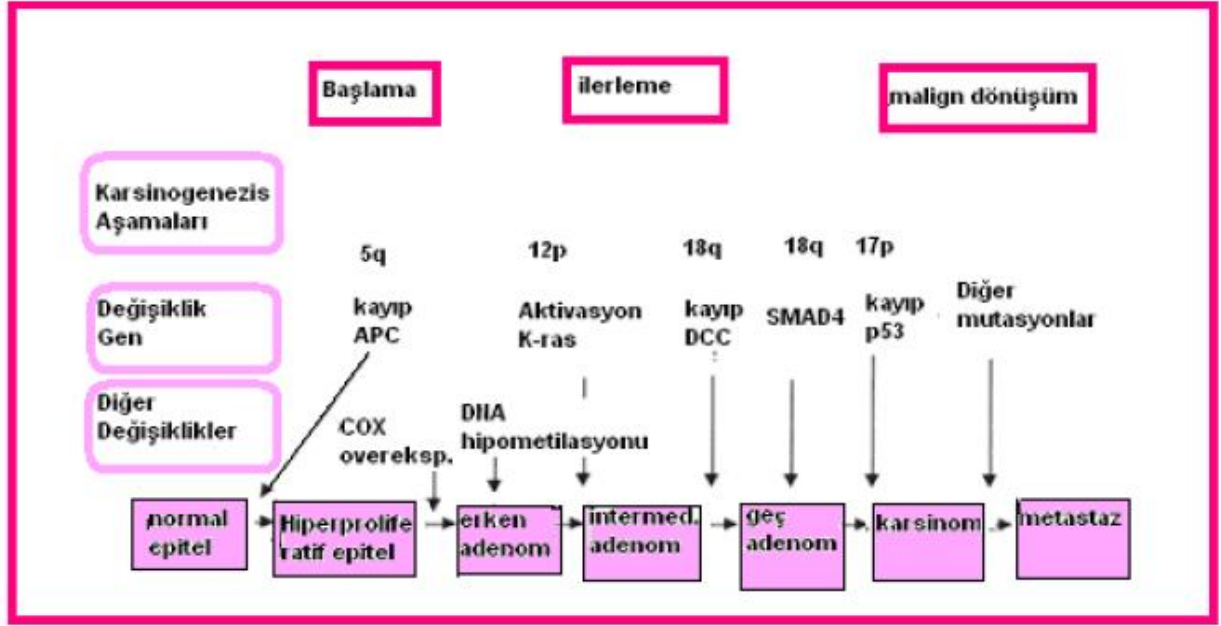 Başlama
ilerleme
malign dönüşüm
Karsinogenezis
Aşamaları
5q
12p
18q
18q
17p
Değişiklik
Gen
kayıp
APC
Aktivasyon
K-ras
kayıp
DCC
SMAD4
kayıp
p53
Diğer
mutasyonlar
Diğer
Değişiklikler
COX
overeksp.
DNA
hipometilasyonu
normal
epitel
Hiperprolife
ratif epitel
erken
adenom
intermed.
adenom
geç
adenom
karsinom
metastaz